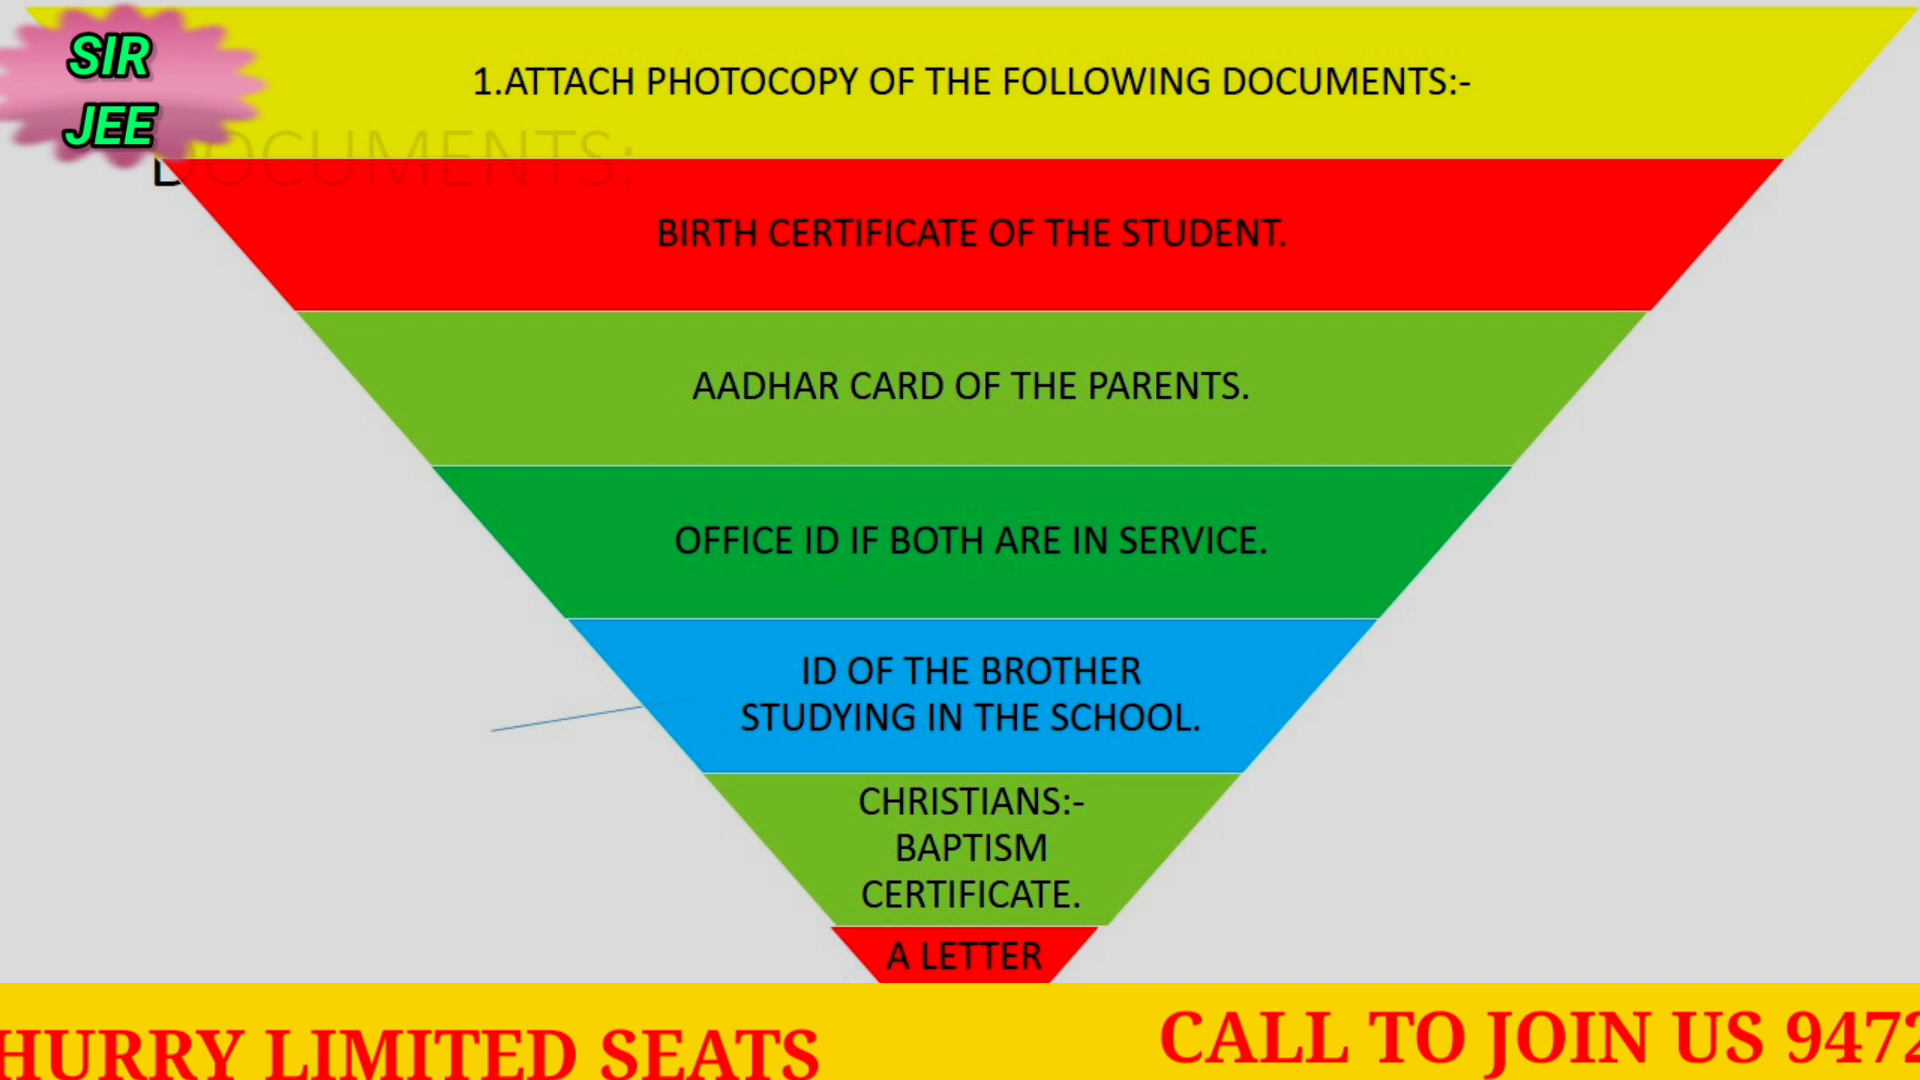 SIR
JEE
1.ATTACH PHOTOCOPY OF THE FOLLOWING DOCUMENTS:-
DOCUMENTS:
BIRTH CERTIFICATE OF THE STUDENT.
AADHAR CARD OF THE PARENTS.
OFFICE ID IF BOTH ARE IN SERVICE.
ID OF THE BROTHER
STUDYING IN THE SCHOOL.
CHRISTIANS:-
BAPTISM
CERTIFICATE.
A LETTER
HURRY LIMITED SEATS
CALL TO JOIN US 9472